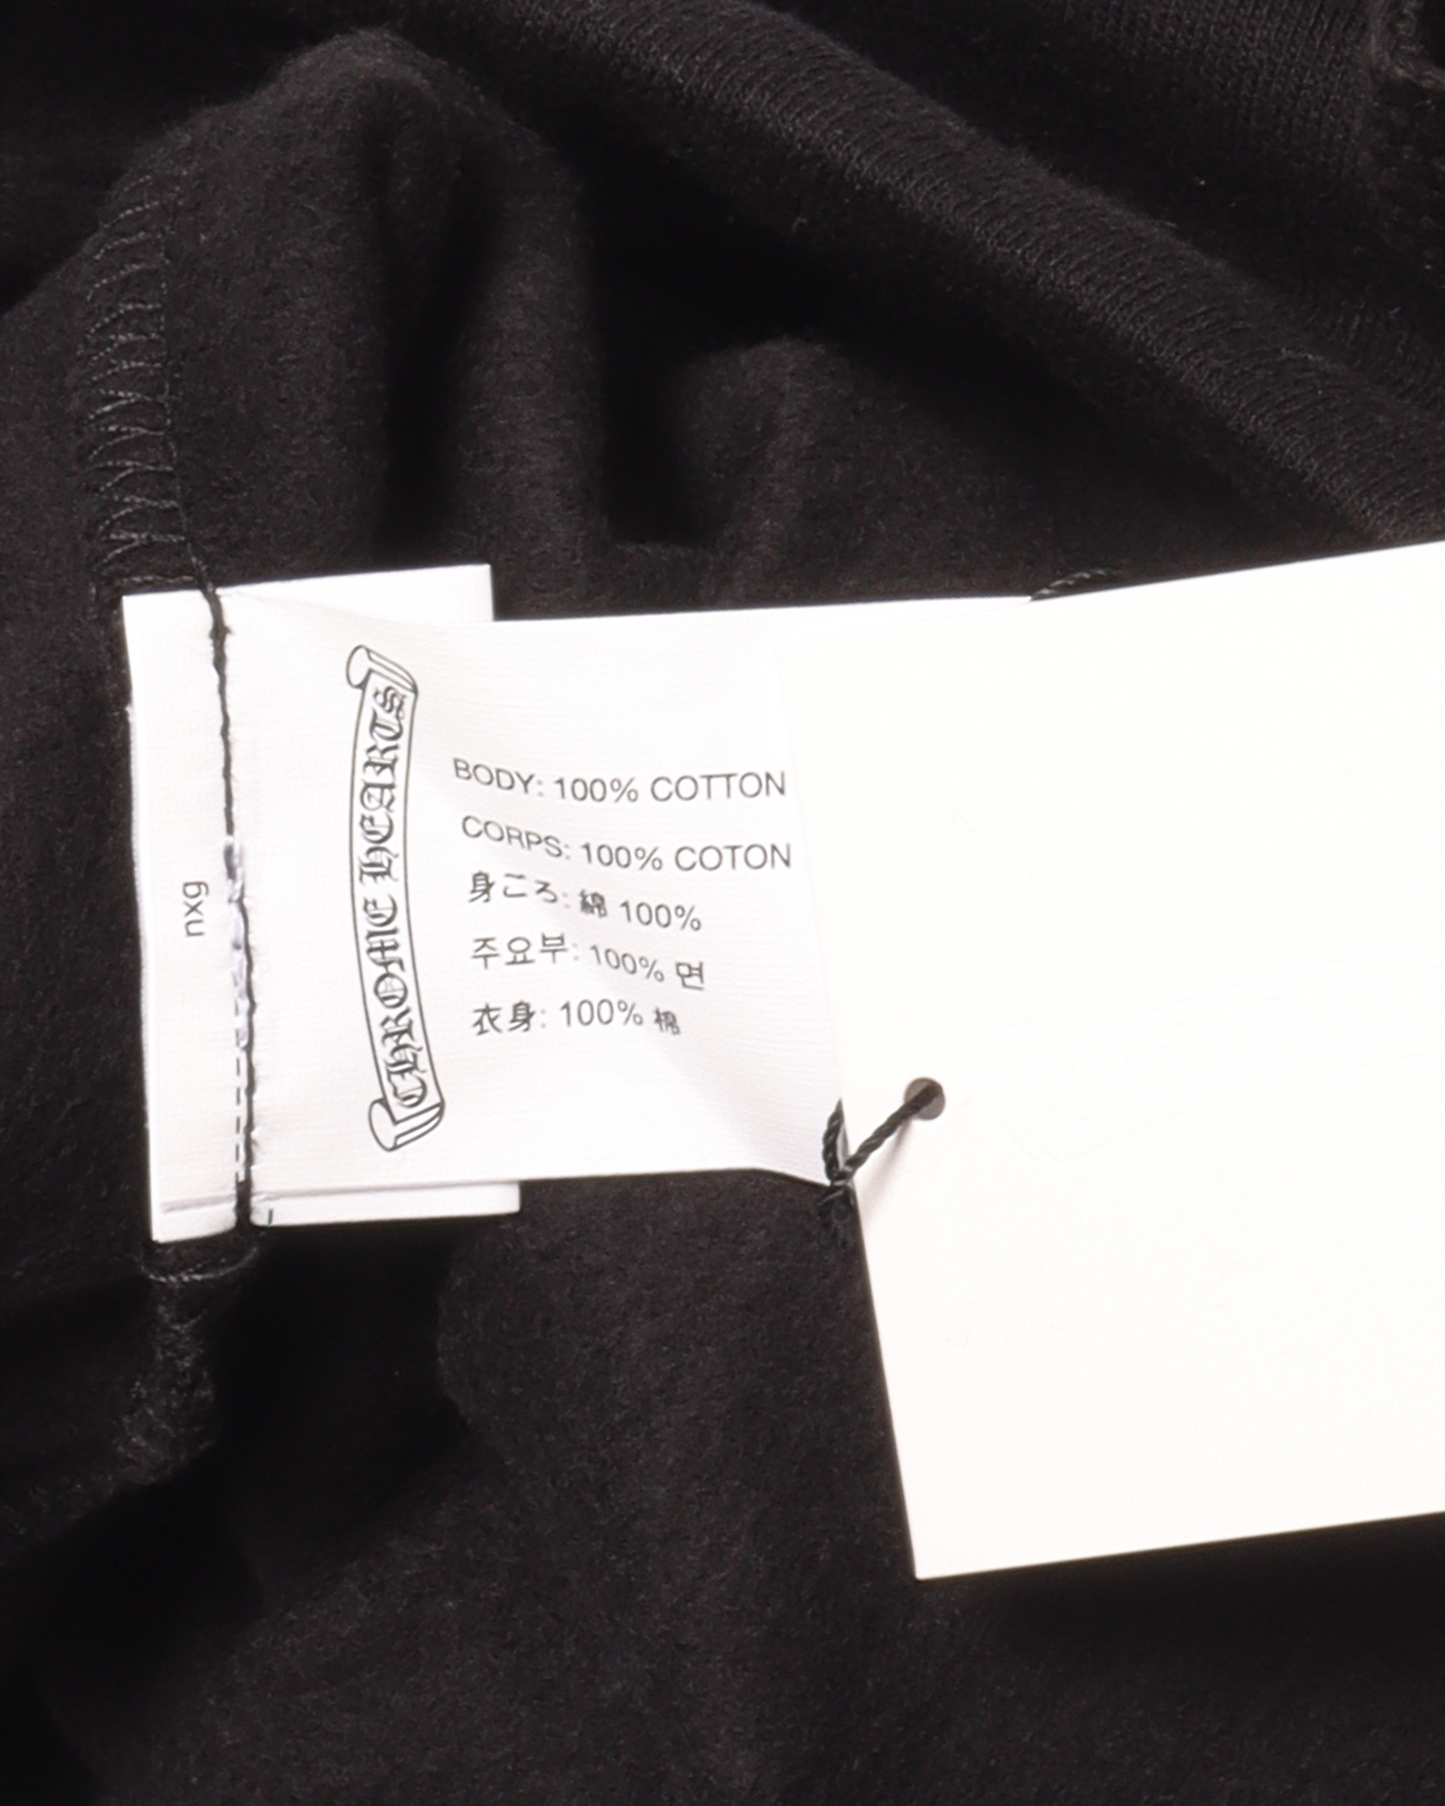 CHROME HEARTS
BODY: 100% COTTON
CORPS: 100% COTON
身ごろ: 綿 100%
주요부: 100% 면
衣身: 100% 棉
nxg